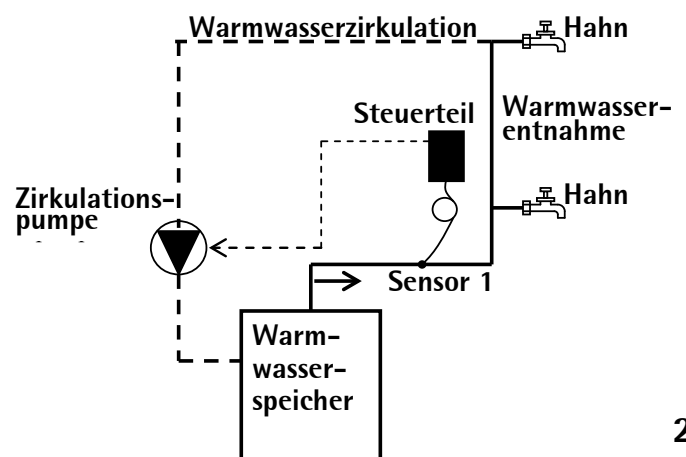 Warmwasserzirkulation
Hahn
Steuerteil
Warmwasser-
entnahme
Zirkulations-
pumpe
Hahn
Sensor 1
Warm-
wasser-
speicher
2